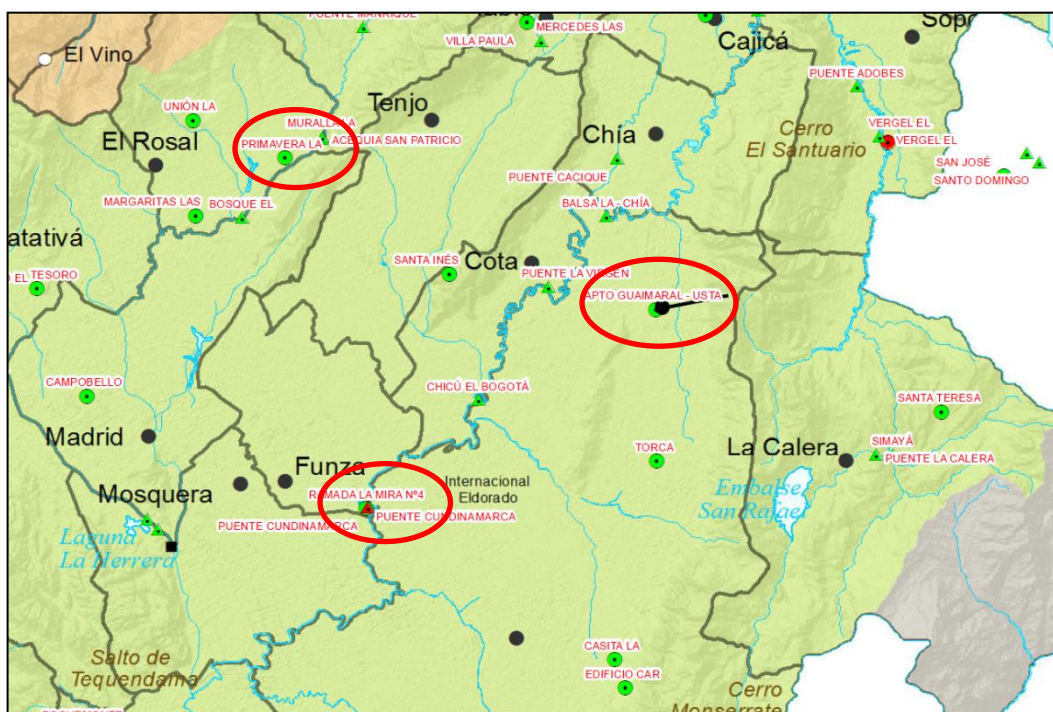 PUENTE MANRIQUE
MERCEDES LAS
VILLA PAULA
Cajicá
El Vino
PUENTE ADOBES
UNIÓN LA
Tenjo
MURALLA LA
ACEQUIA SAN PATRICIO
El Rosal
PRIMAVERA LA
Chía
Cerro
El Santuario
VERGEL EL
VERGEL EL
SAN JOSÉ
SANTO DOMINGO
PUENTE CACIQUE
MARGARITAS LAS
BOSQUE EL
BALSA LA - CHÍA
atativá
Cota
SANTA INÉS
O EL
TESORO
PUENTE LA VIRGEN
APTO GUAIMARAL - USTA
CAMPOBELLO
CHICÚ EL BOGOTÁ
SANTA TERESA
Madrid
TORCA
La Calera
SIMAYÁ
PUENTE LA CALERA
Funza
Internacional
Eldorado
Mosquera
RAMADA LA MIRA Nº4
PUENTE CUNDINAMARCA
PUENTE CUNDINAMARCA
Embalse
San Rafael
Laguna
La Herrera
Salto de
Tequendama
CASITA LA
EDIFICIO CAR
Cerro
Monserrate